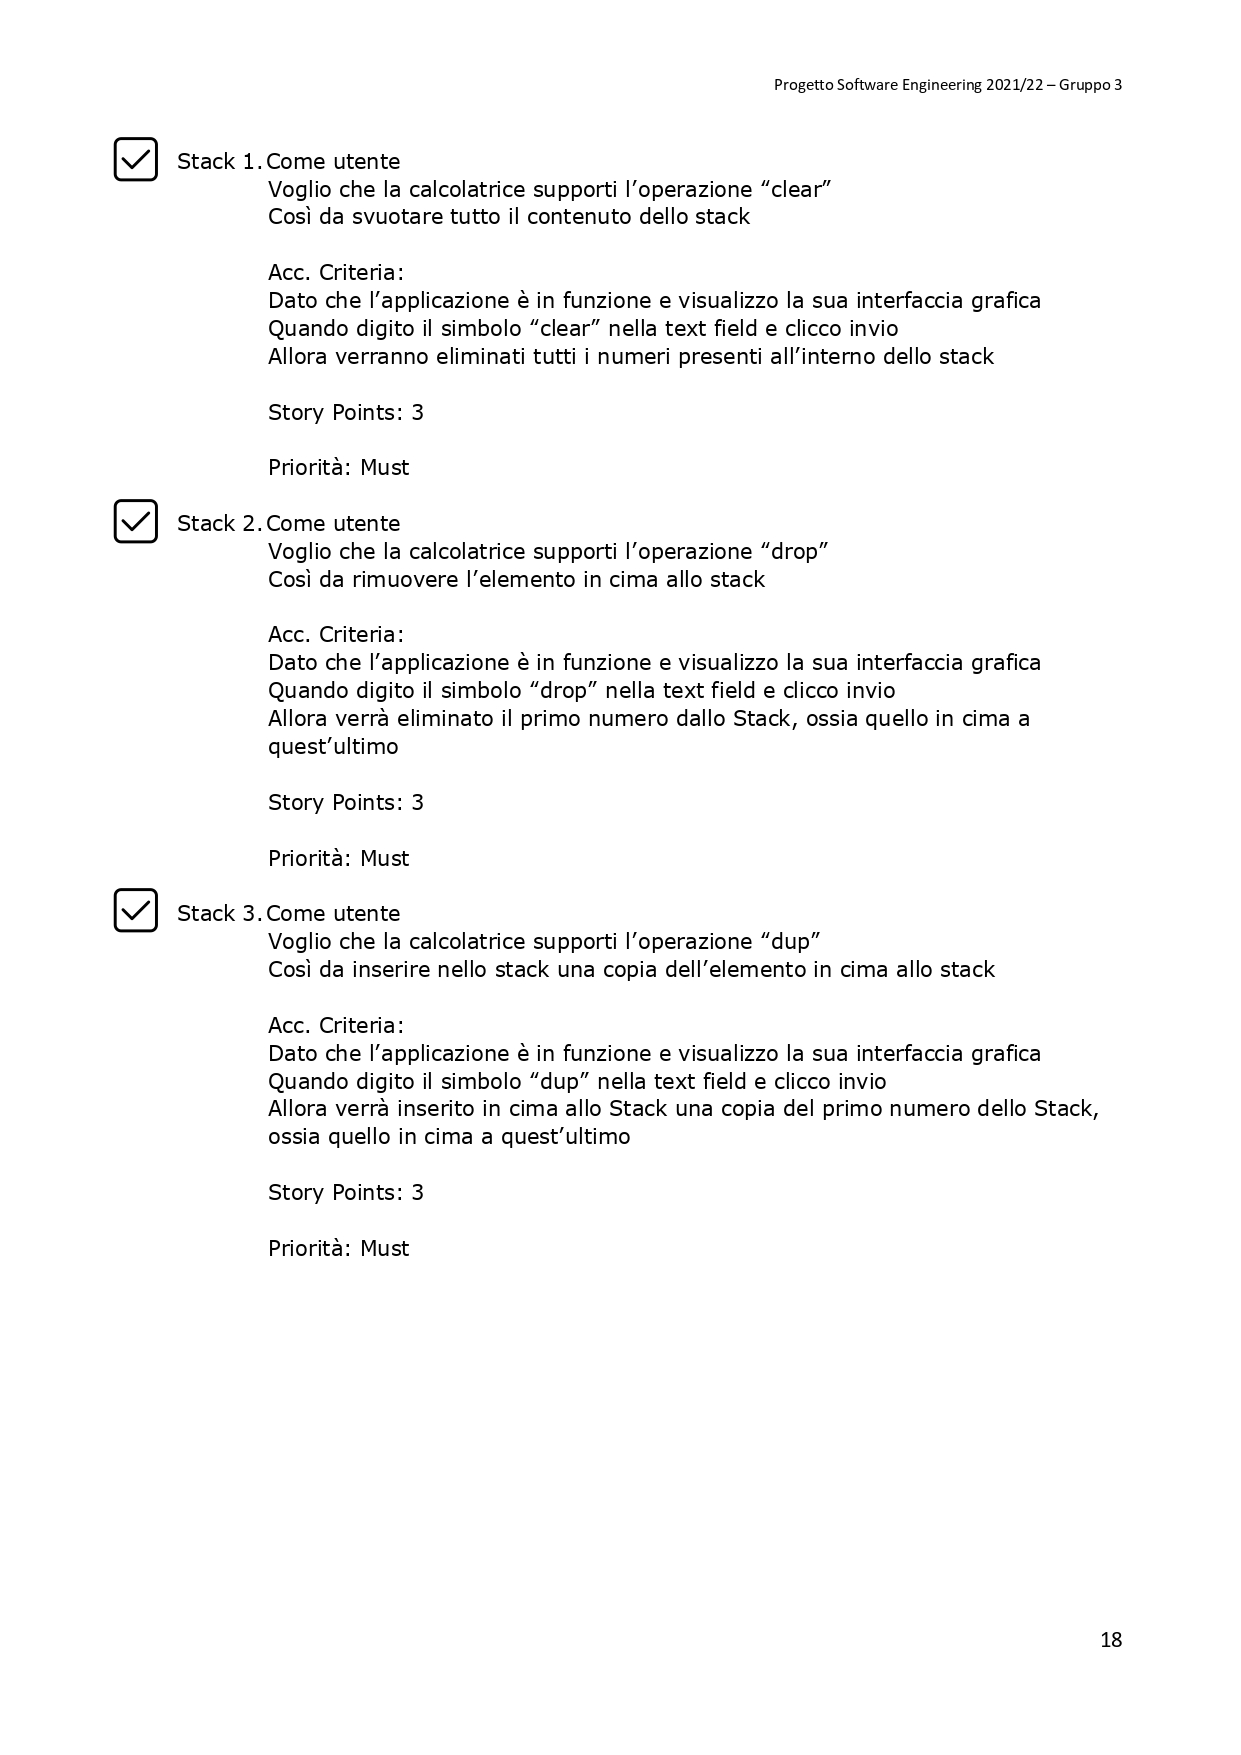 Progetto Software Engineering 2021/22 – Gruppo 3
Stack 1. Come utente
Voglio che la calcolatrice supporti l’operazione “clear”
Così da svuotare tutto il contenuto dello stack
Acc. Criteria:
Dato che l’applicazione è in funzione e visualizzo la sua interfaccia grafica
Quando digito il simbolo “clear” nella text field e clicco invio
Allora verranno eliminati tutti i numeri presenti all’interno dello stack
Story Points: 3
Priorità: Must
Stack 2. Come utente
Voglio che la calcolatrice supporti l’operazione “drop”
Così da rimuovere l’elemento in cima allo stack
Acc. Criteria:
Dato che l’applicazione è in funzione e visualizzo la sua interfaccia grafica
Quando digito il simbolo “drop” nella text field e clicco invio
Allora verrà eliminato il primo numero dallo Stack, ossia quello in cima a
quest’ultimo
Story Points: 3
Priorità: Must
Stack 3. Come utente
Voglio che la calcolatrice supporti l’operazione “dup”
Così da inserire nello stack una copia dell’elemento in cima allo stack
Acc. Criteria:
Dato che l’applicazione è in funzione e visualizzo la sua interfaccia grafica
Quando digito il simbolo “dup” nella text field e clicco invio
Allora verrà inserito in cima allo Stack una copia del primo numero dello Stack,
ossia quello in cima a quest’ultimo
Story Points: 3
Priorità: Must
18